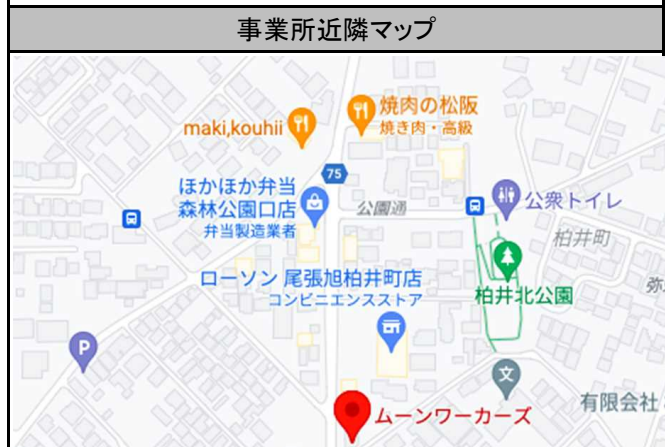 事業所近隣マップ
焼肉の松阪
焼き肉・高級
maki,kouhii
75
ほかほか弁当
森林公園口店
弁当製造業者
公園通
公衆トイレ
柏井町
ローソン 尾張旭柏井町店
コンビニエンスストア
柏井北公園
弥
P
文
ムーンワーカーズ
有限会社